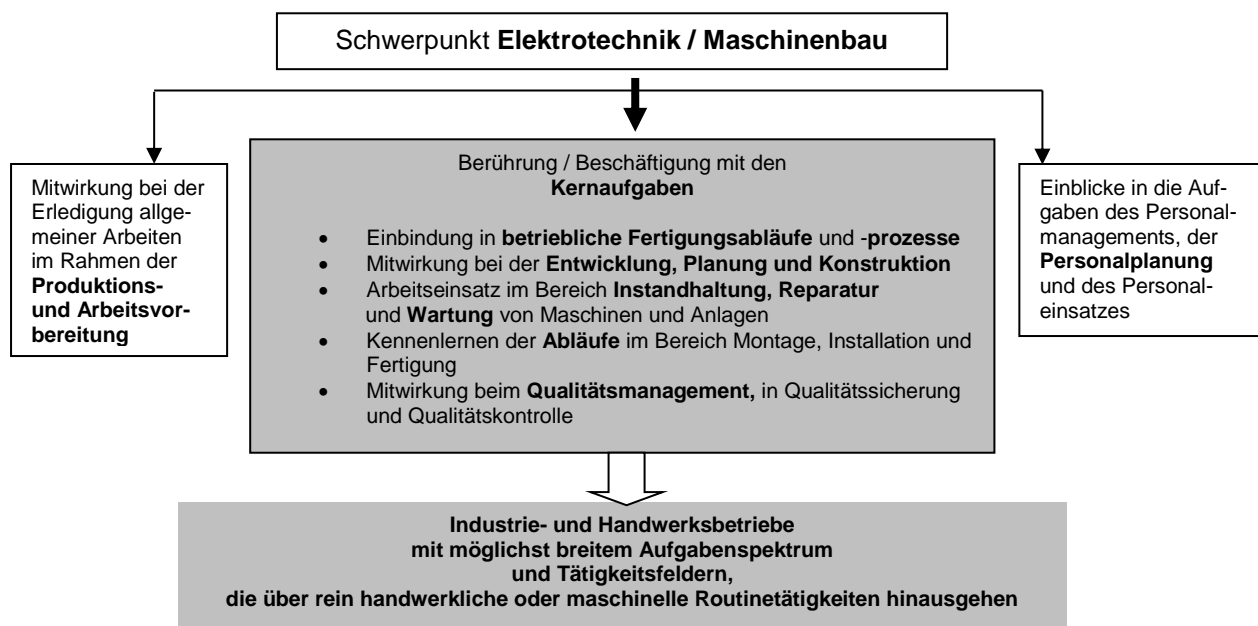 Schwerpunkt Elektrotechnik / Maschinenbau
Mitwirkung bei der
Erledigung allge-
meiner Arbeiten
im Rahmen der
Produktions-
und Arbeitsvor-
bereitung
Berührung / Beschäftigung mit den
Kernaufgaben
• Einbindung in betriebliche Fertigungsabläufe und -prozesse
• Mitwirkung bei der Entwicklung, Planung und Konstruktion
• Arbeitseinsatz im Bereich Instandhaltung, Reparatur
und Wartung von Maschinen und Anlagen
• Kennenlernen der Abläufe im Bereich Montage, Installation und
Fertigung
• Mitwirkung beim Qualitätsmanagement, in Qualitätssicherung
und Qualitätskontrolle
Einblicke in die Auf-
gaben des Personal-
managements, der
Personalplanung
und des Personal-
einsatzes
Industrie- und Handwerksbetriebe
mit möglichst breitem Aufgabenspektrum
und Tätigkeitsfeldern,
die über rein handwerkliche oder maschinelle Routinetätigkeiten hinausgehen